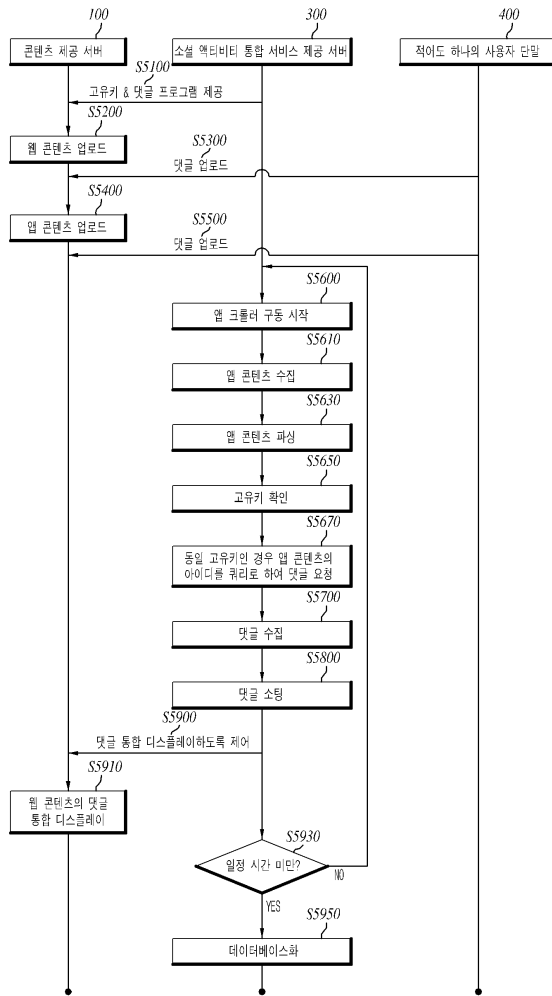 100
300
400
콘텐츠 제공 서버
소셜 액티비티 통합 서비스 제공 서버
적어도 하나의 사용자 단말
S5100
고유키 & 댓글 프로그램 제공
S5200
웹 콘텐츠 업로드
S5300
댓글 업로드
S5400
앱 콘텐츠 업로드
S5500
댓글 업로드
S5600
앱 크롤러 구동 시작
S5610
앱 콘텐츠 수집
S5630
앱 콘텐츠 파싱
S5650
고유키 확인
S5670
동일 고유키인 경우 앱 콘텐츠의
아이디를 쿼리로 하여 댓글 요청
S5700
댓글 수집
S5800
댓글 소팅
S5900
댓글 통합 디스플레이하도록 제어
S5910
웹 콘텐츠의 댓글
통합 디스플레이
S5930
일정 시간 미만?
NO
YES
S5950
데이터베이스화